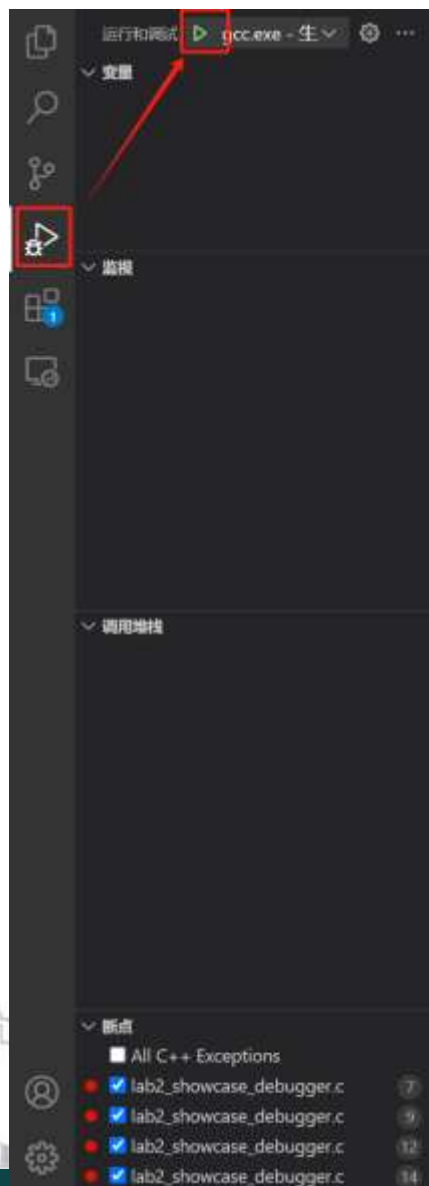 运行和调试 gcc.exe - 生
变量
监视
1
调用堆栈
断点
All C++ Exceptions
lab2_showcase_debugger.c 7
lab2_showcase_debugger.c 9
lab2_showcase_debugger.c 12
lab2_showcase_debugger.c 14